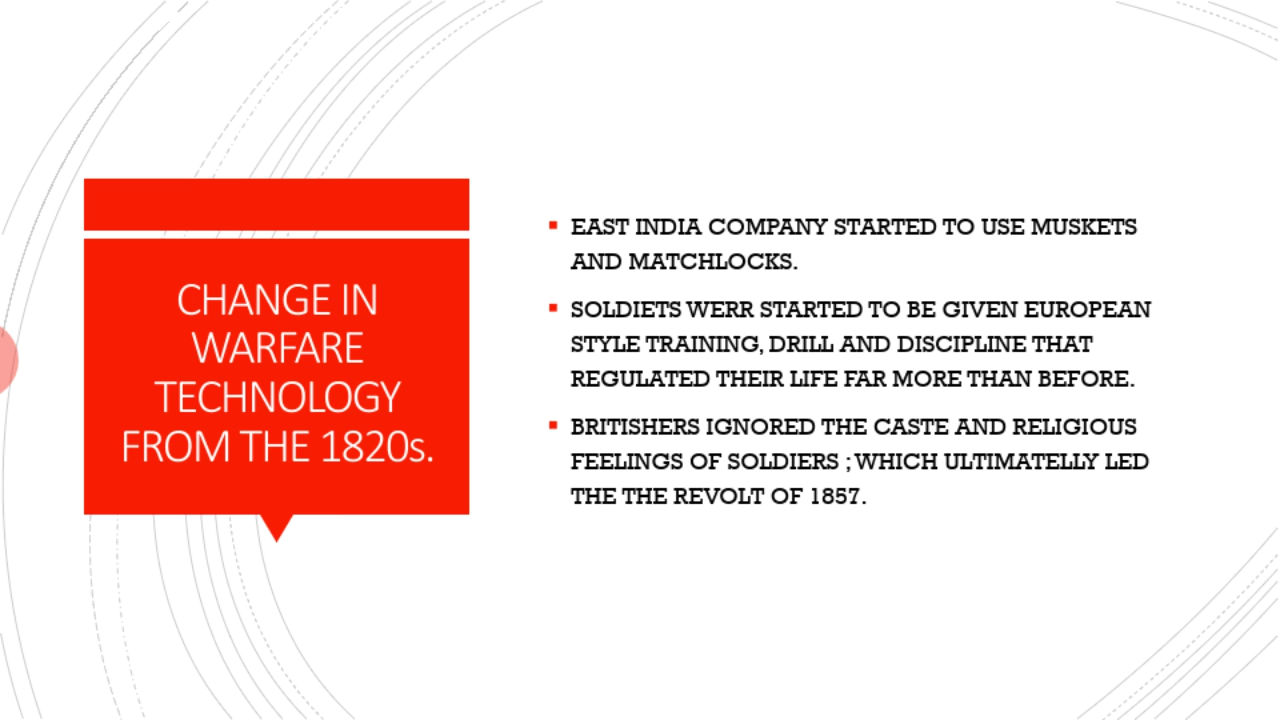 CHANGE IN
WARFARE
TECHNOLOGY
FROM THE 1820s.
EAST INDIA COMPANY STARTED TO USE MUSKETS
AND MATCHLOCKS.
SOLDIETS WERR STARTED TO BE GIVEN EUROPEAN
STYLE TRAINING, DRILL AND DISCIPLINE THAT
REGULATED THEIR LIFE FAR MORE THAN BEFORE.
BRITISHERS IGNORED THE CASTE AND RELIGIOUS
FEELINGS OF SOLDIERS ; WHICH ULTIMATELLY LED
THE THE REVOLT OF 1857.